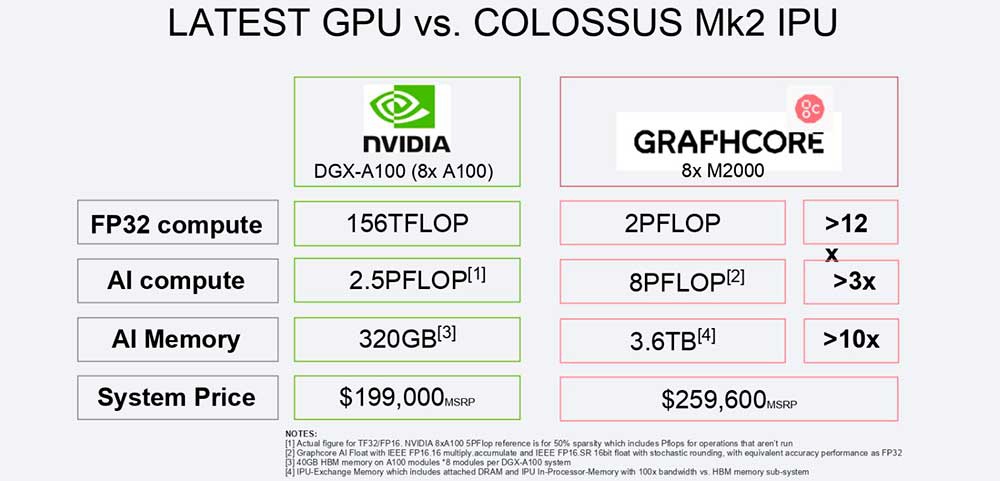 LATEST GPU vs. COLOSSUS Mk2 IPU
NVIDIA
DGX-A100 (8x A100)
gc
GRAPHCORE
8x M2000
FP32 compute
156TFLOP
2PFLOP
>12
x
AI compute
2.5PFLOP[1]
8PFLOP[2]
>3x
AI Memory
320GB[3]
3.6TB[4]
>10x
System Price
$199,000MSRP
$259,600MSRP
NOTES:
[1] Actual figure for TF32/FP16. NVIDIA 8xA100 5PFlop reference is for 50% sparsity which includes Pflops for operations that aren't run
[2] Graphcore AI Float with IEEE FP16.16 multiply.accumulate and IEEE FP16.SR 16bit float with stochastic rounding, with equivalent accuracy performance as FP32
[3] 40GB HBM memory on A100 modules *8 modules per DGX-A100 system
[4] IPU-Exchange Memory which includes attached DRAM and IPU In-Processor-Memory with 100x bandwidth vs. HBM memory sub-system